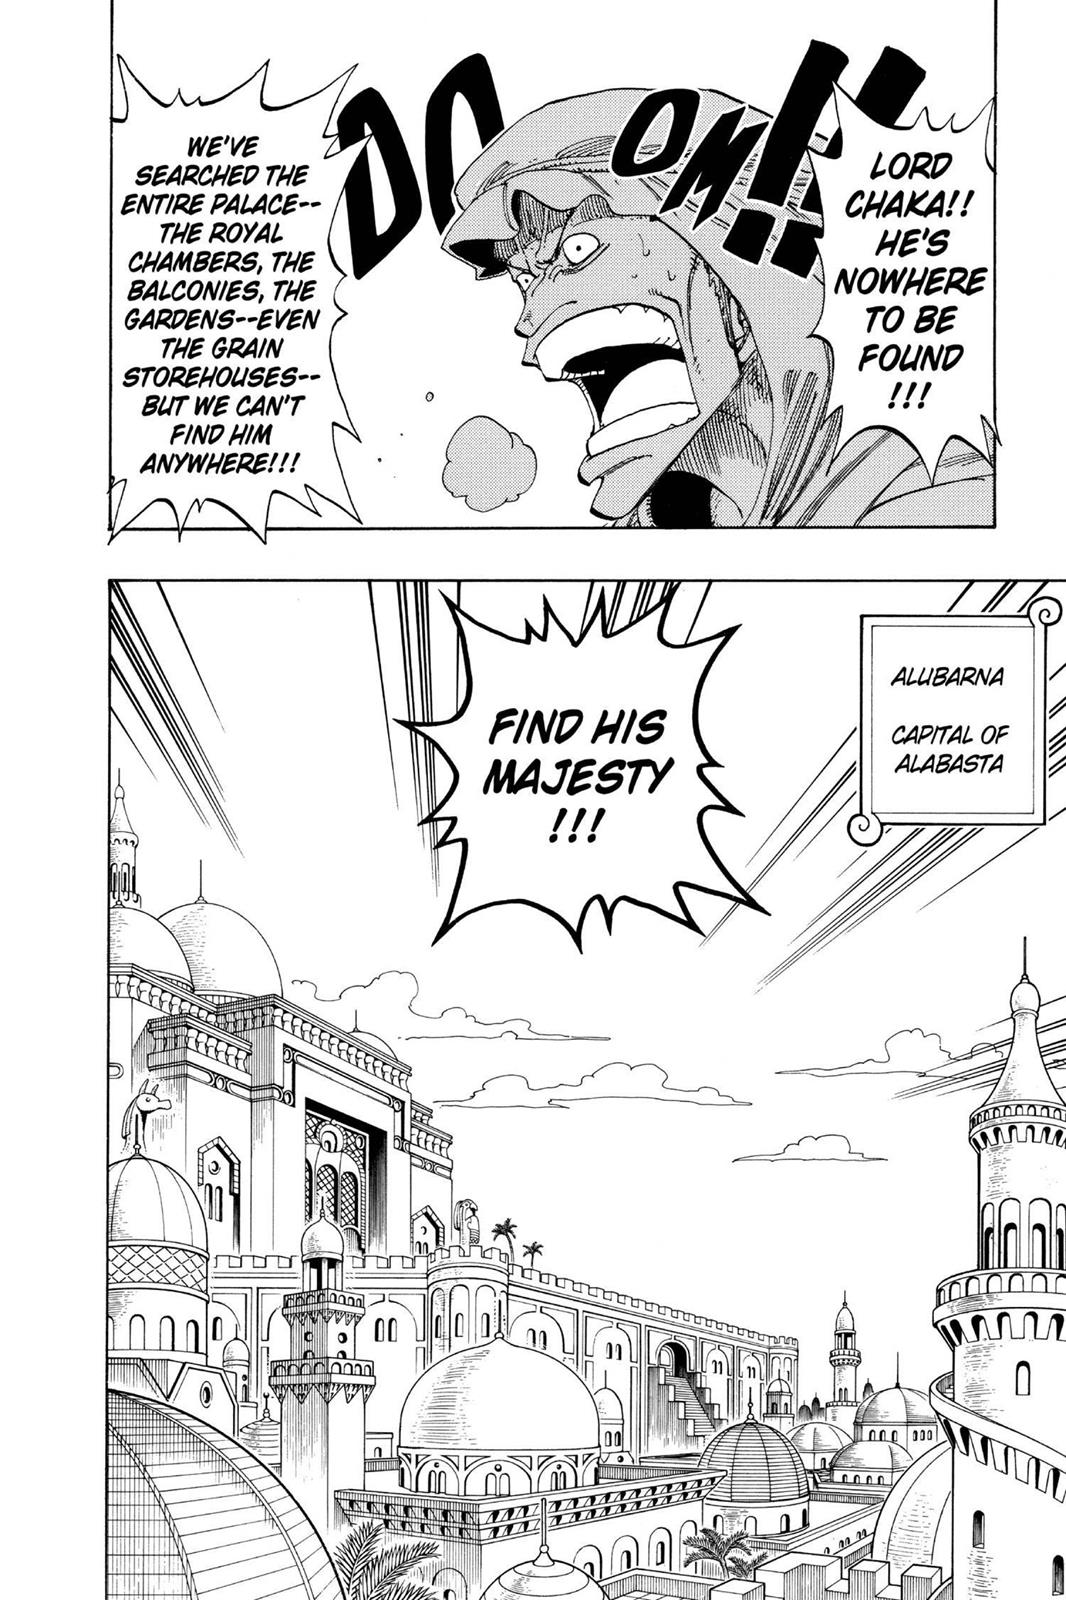 LORD
CHAKA!!
HE'S
NOWHERE
TO BE
FOUND
!!!
DOOM!!
WE'VE
SEARCHED THE
ENTIRE PALACE--
THE ROYAL
CHAMBERS, THE
BALCONIES, THE
GARDENS--EVEN
THE GRAIN
STOREHOUSES--
BUT WE CAN'T
FIND HIM
ANYWHERE!!!
ALUBARNA
CAPITAL OF
ALABASTA
FIND HIS
MAJESTY
!!!